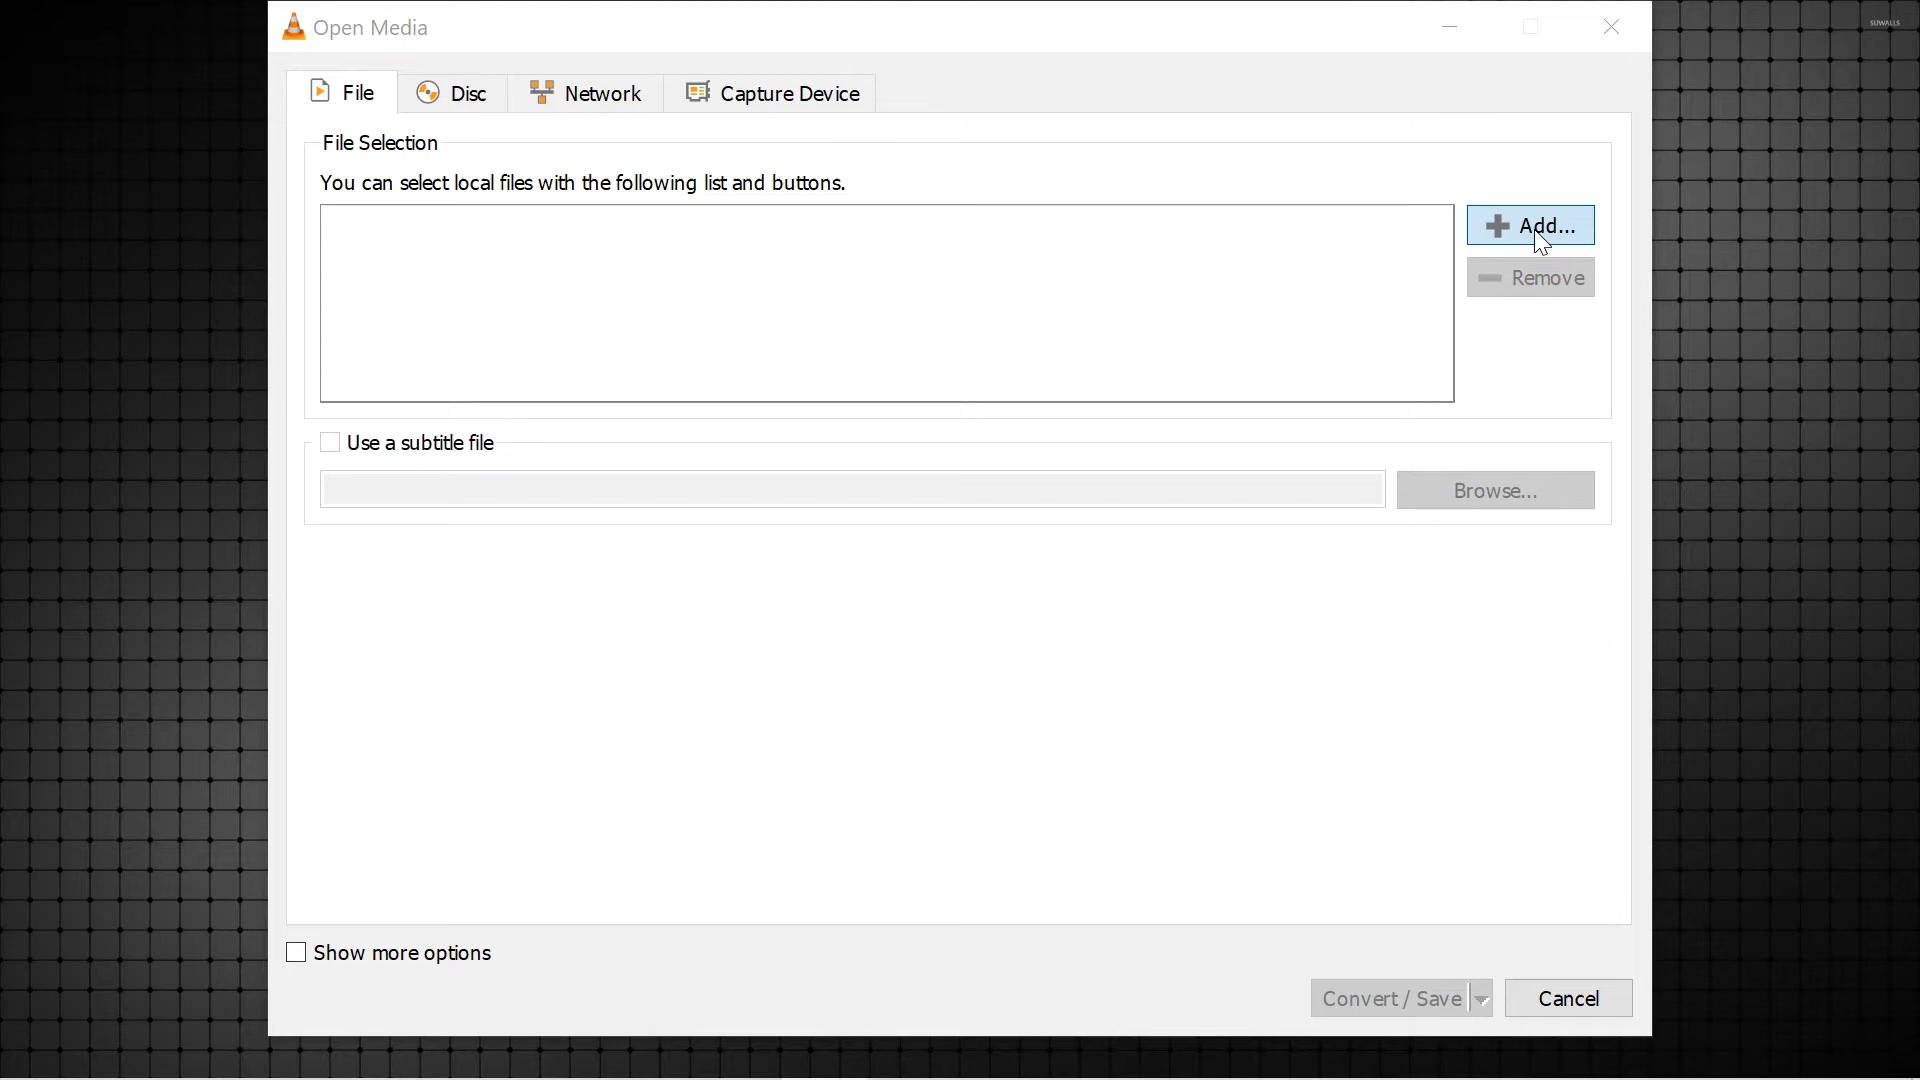 SUWALLS
Open Media
File
Disc
Network
Capture Device
File Selection
You can select local files with the following list and buttons.
Add...
Remove
Use a subtitle file
Browse...
Show more options
Convert / Save
Cancel